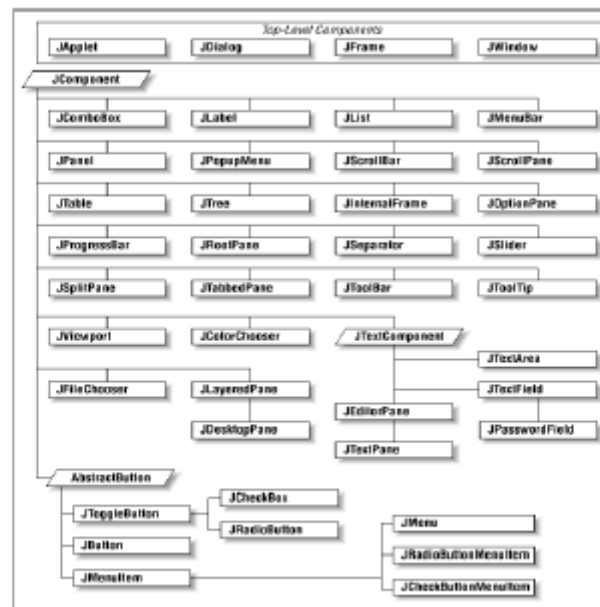 Top-Level Components
JApplet JDialog JFrame JWindow
JComponent
JComboBox JLabel JList JMenuBar
JPanel JPopupMenu JScrollBar JScrollPane
JTable JTree JInternalFrame JOptionPane
JProgressBar JRootPane JSeparator JSlider
JSplitPane JTabbedPane JToolBar JToolTip
JViewport JColorChooser JTextComponent
JTextArea
JFileChooser JLayeredPane JTextField
JEditorPane
JDesktopPane JPasswordField
JTextPane
AbstractButton
JCheckBox
JToggleButton
JRadioButton JMenu
JButton
JRadioButtonMenuItem
JMenuItem
JCheckButtonMenuItem